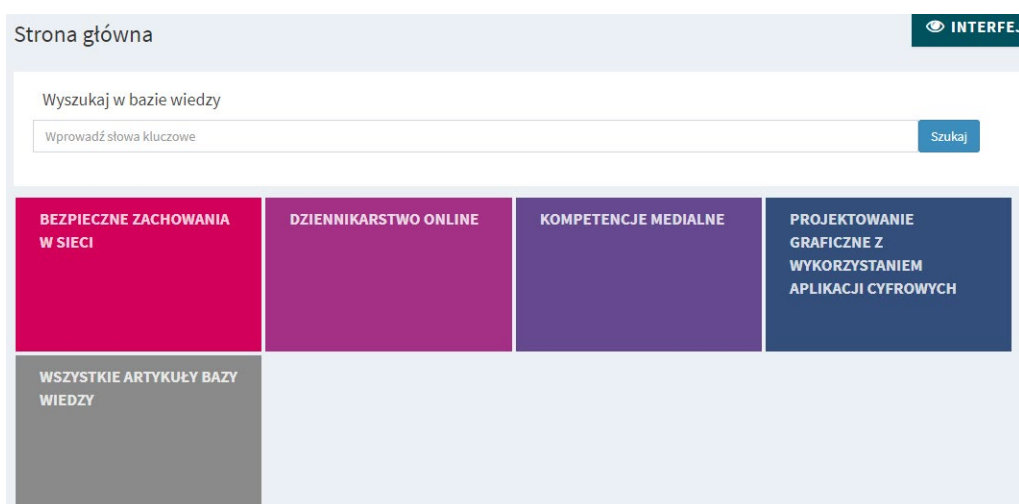 Strona główna
INTERFEJ
Wyszukaj w bazie wiedzy
Wprowadź słowa kluczowe
Szukaj
BEZPIECZNE ZACHOWANIA
W SIECI
DZIENNIKARSTWO ONLINE
KOMPETENCJE MEDIALNE
PROJEKTOWANIE
GRAFICZNE Z
WYKORZYSTANIEM
APLIKACJI CYFROWYCH
WSZYSTKIE ARTYKUŁY BAZY
WIEDZY